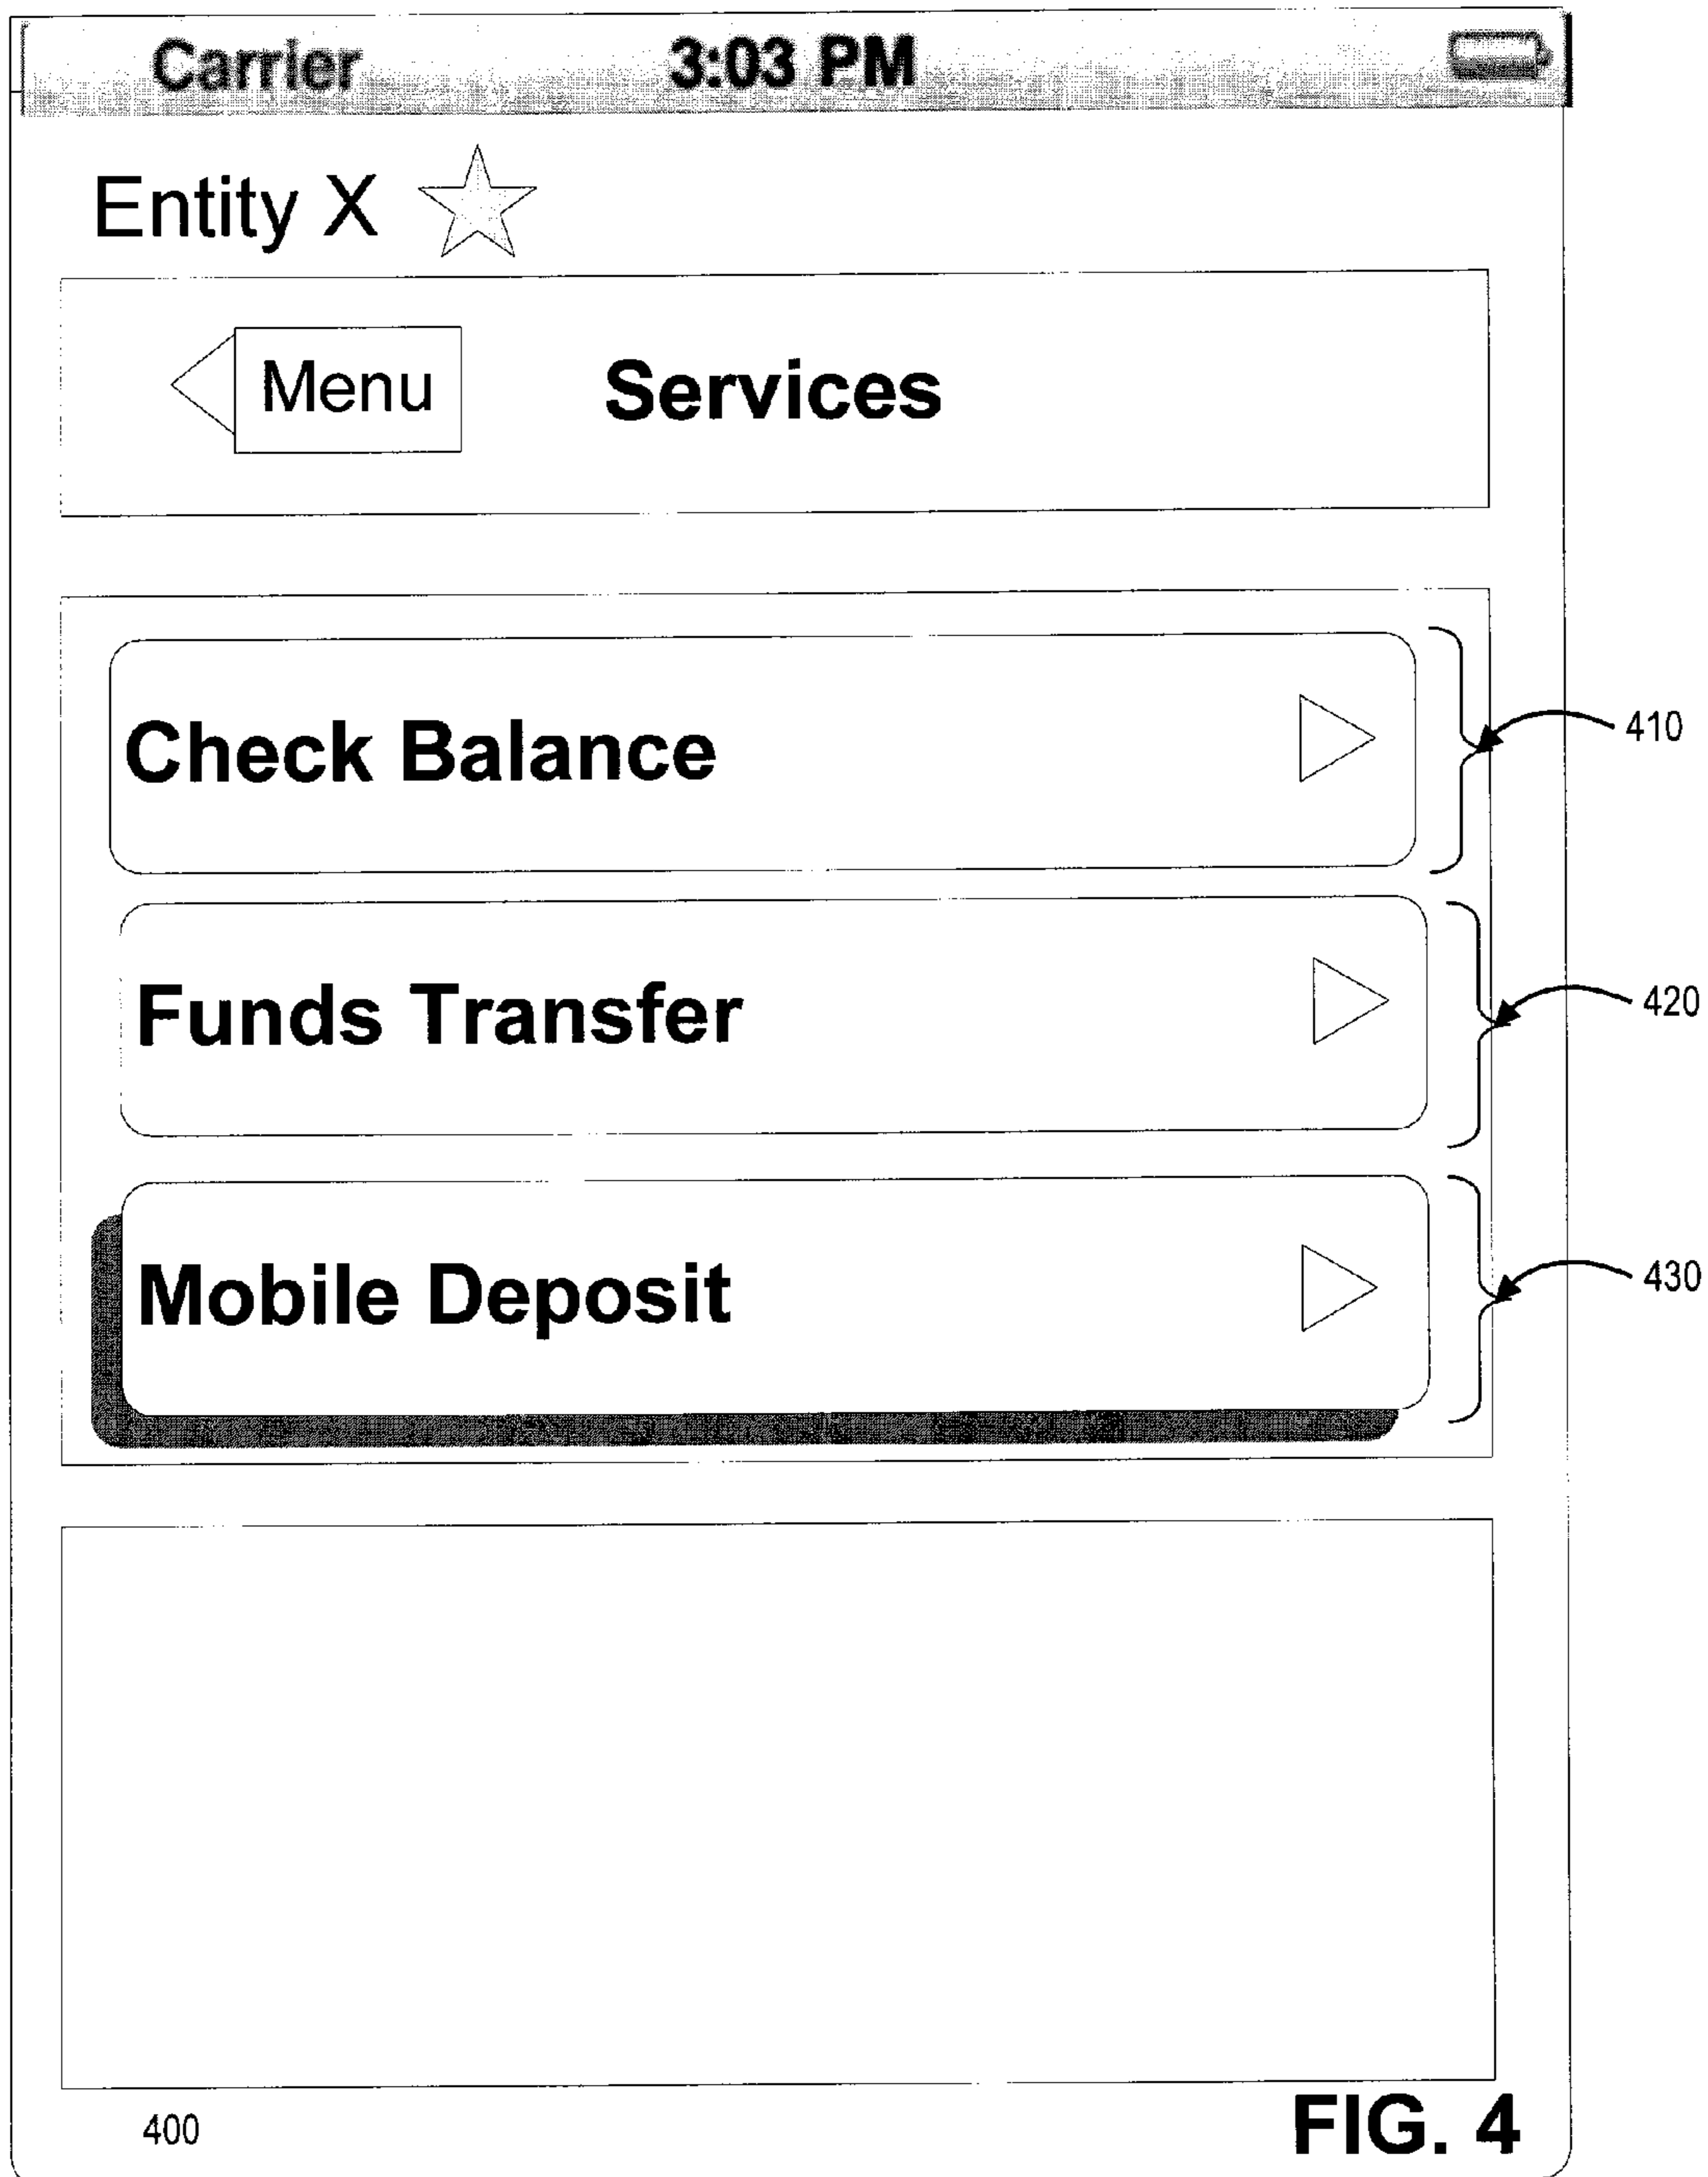 Carrier 3:03 PM
Entity X
Menu Services
Check Balance
410
Funds Transfer
420
Mobile Deposit
430
400
FIG. 4